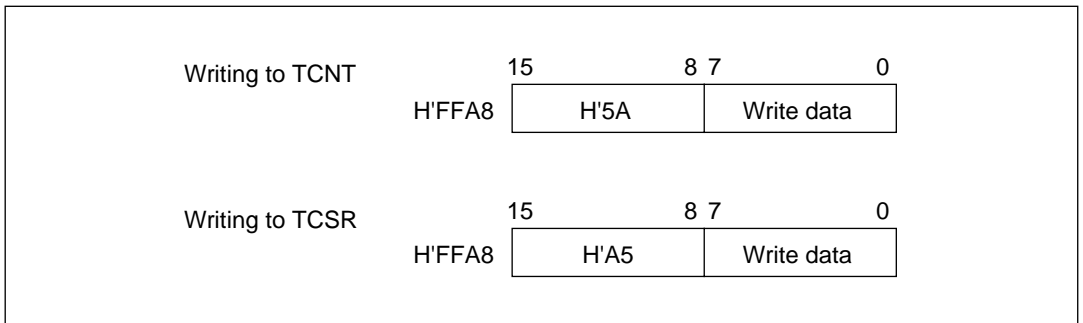 Writing to TCNT
15 8 7 0
H'FFA8 H'5A Write data
Writing to TCSR
15 8 7 0
H'FFA8 H'A5 Write data